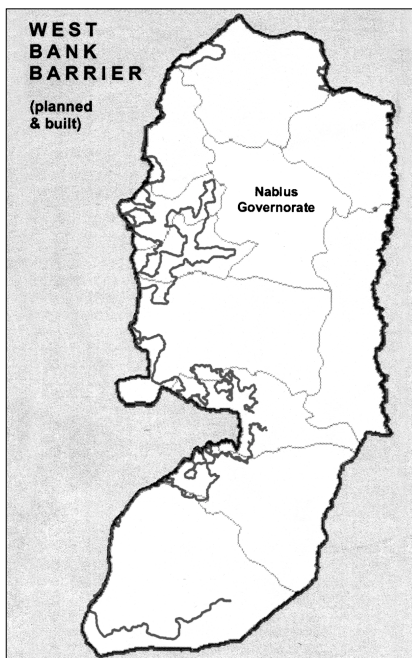 WEST
BANK
BARRIER
(planned
& built)
Nablus
Governorate